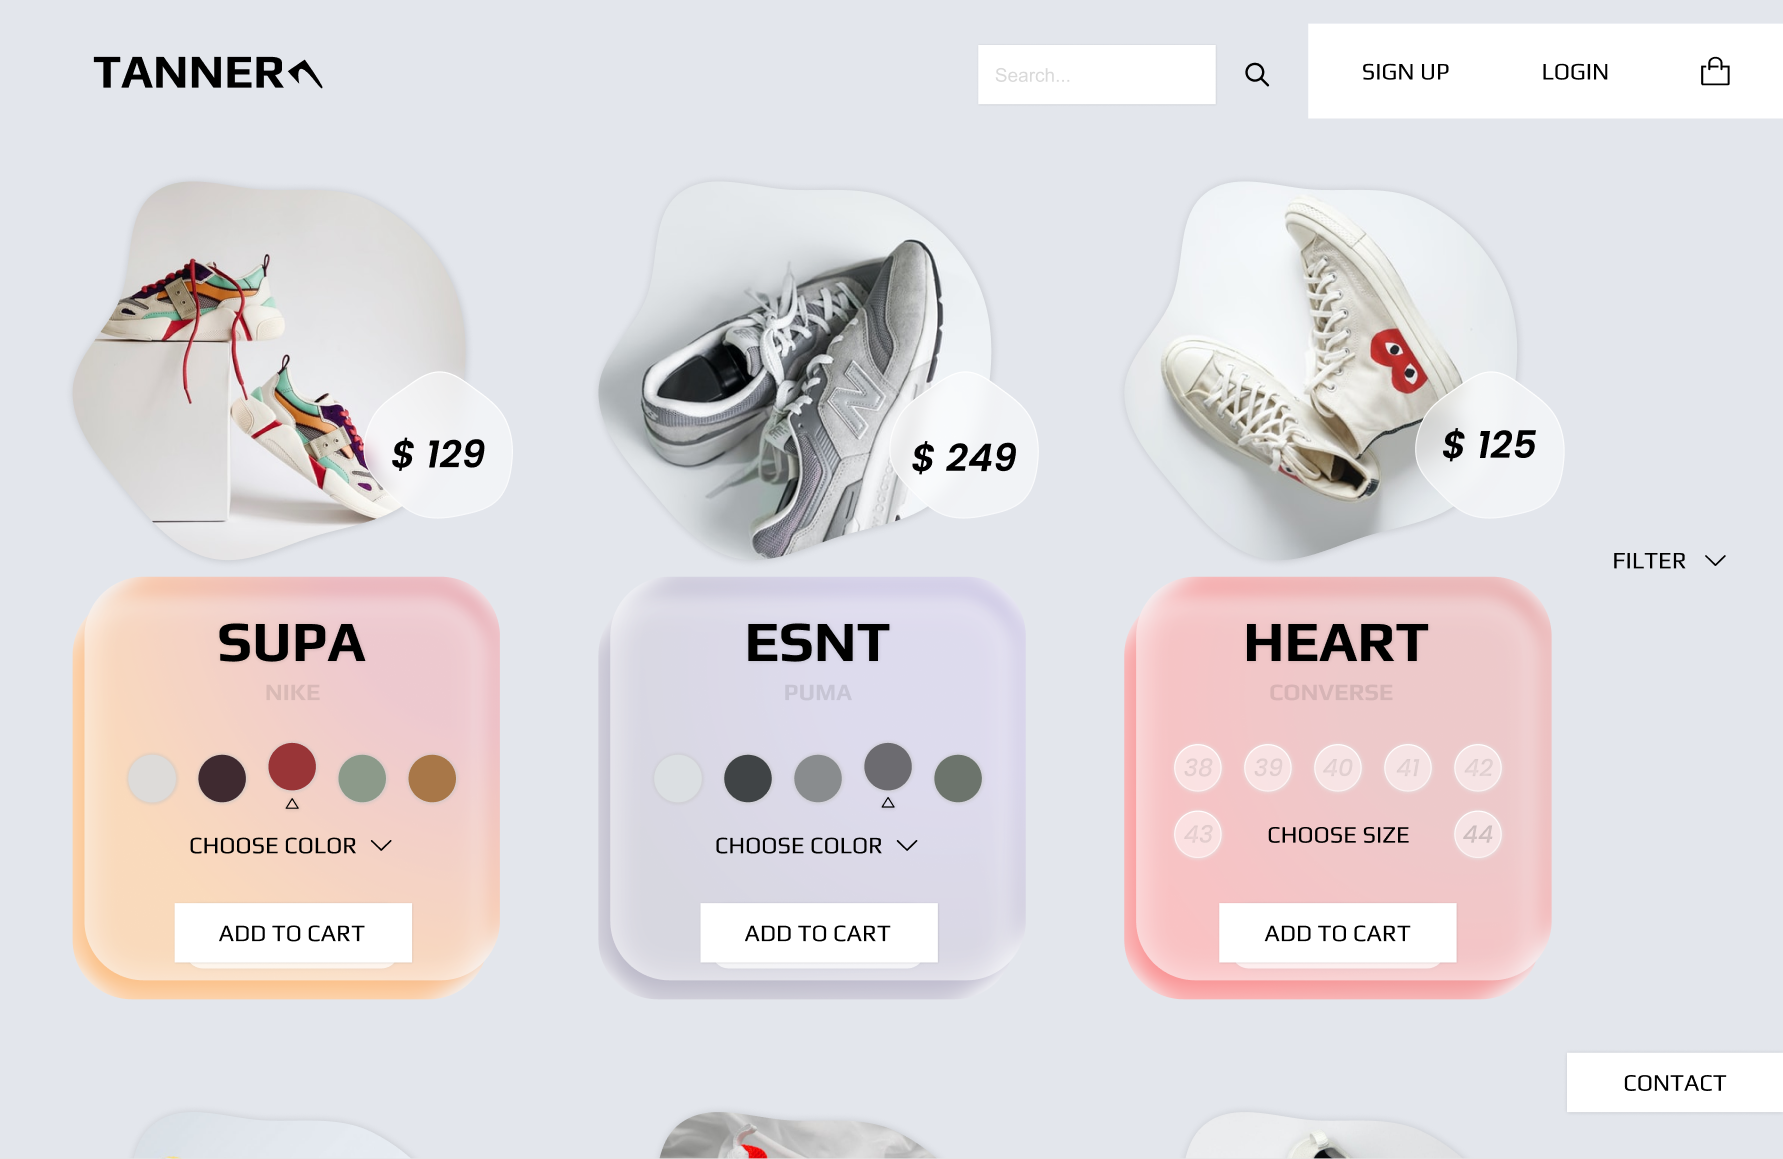 TANNER
Search...
SIGN UP
LOGIN
$ 129
$ 249
$ 125
FILTER
SUPA
NIKE
CHOOSE COLOR
ADD TO CART
ESNT
PUMA
CHOOSE COLOR
ADD TO CART
HEART
CONVERSE
38 39 40 41 42
43 CHOOSE SIZE 44
ADD TO CART
CONTACT